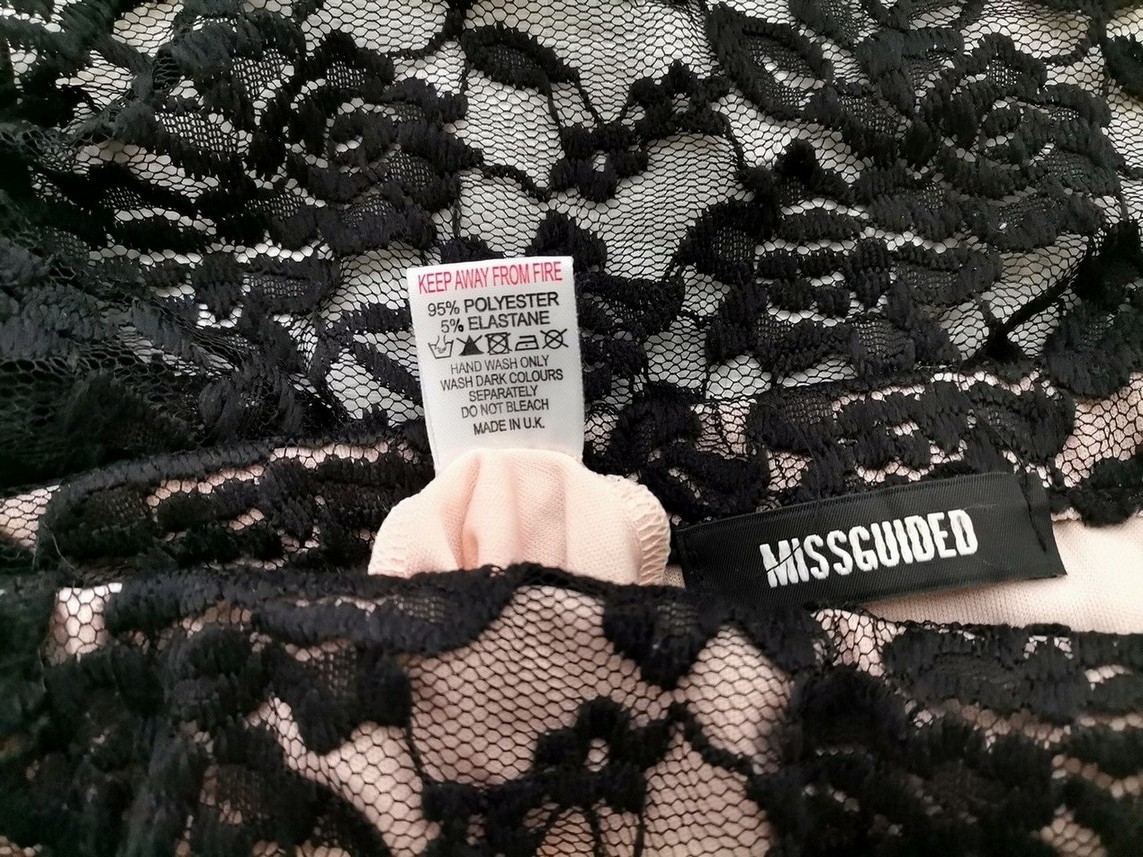 KEEP AWAY FROM FIRE
95% POLYESTER
5% ELASTANE
HAND WASH ONLY
WASH DARK COLOURS
SEPARATELY
DO NOT BLEACH
MADE IN U.K.
MISSGUIDED